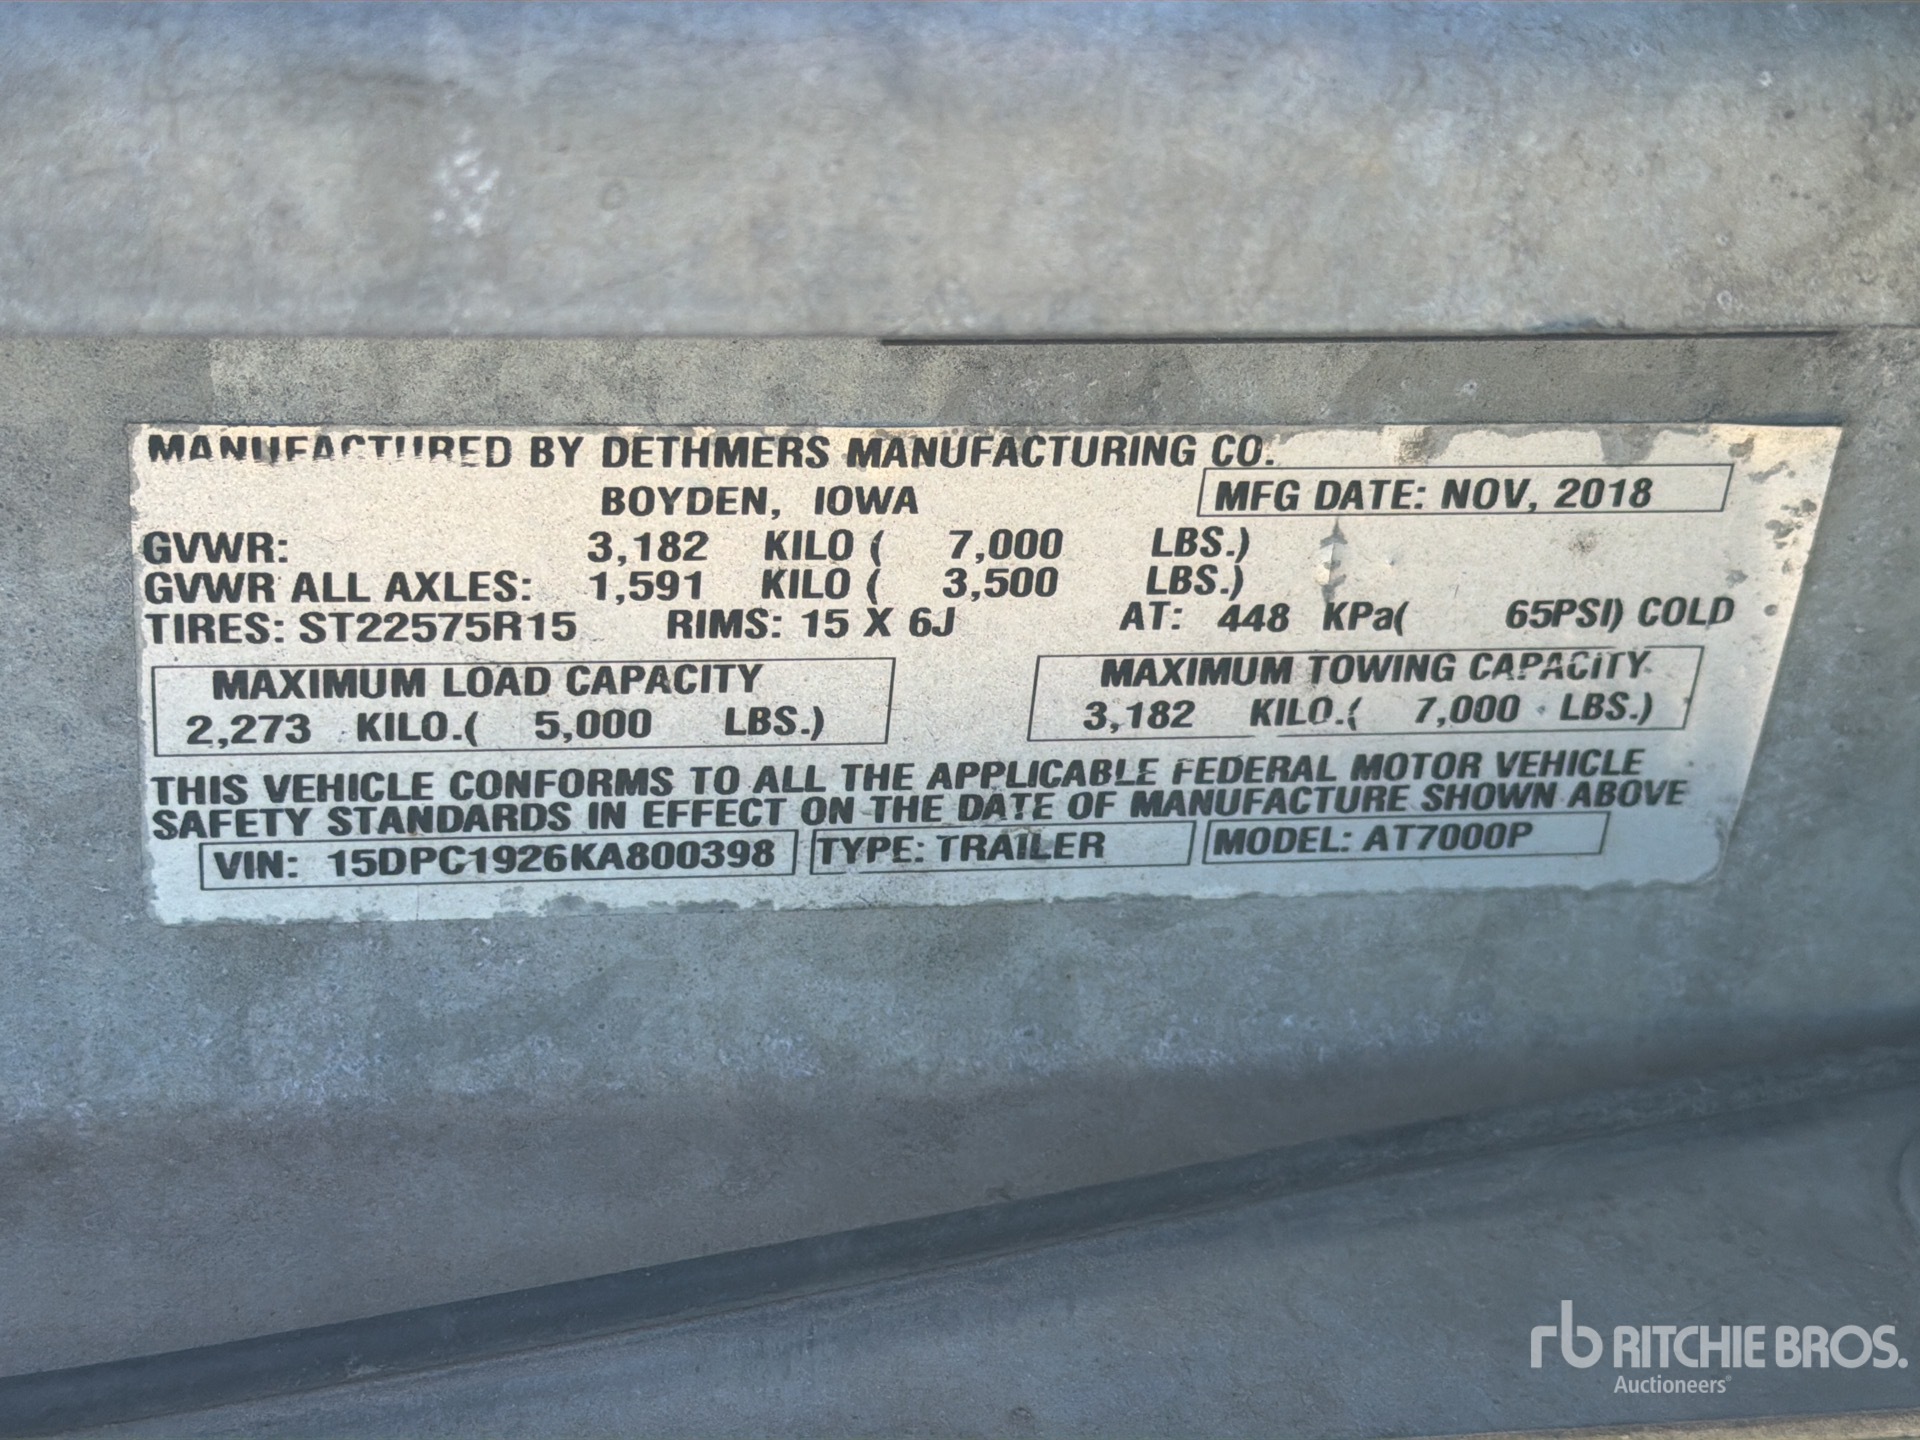 MANUFACTURED BY DETHMERS MANUFACTURING CO.
BOYDEN, IOWA
MFG DATE: NOV, 2018
GVWR: 3,182 KILO ( 7,000 LBS.)
GVWR ALL AXLES: 1,591 KILO ( 3,500 LBS.)
TIRES: ST22575R15 RIMS: 15 X 6J AT: 448 KPa( 65PSI) COLD
MAXIMUM LOAD CAPACITY
2,273 KILO.( 5,000 LBS.)
MAXIMUM TOWING CAPACITY
3,182 KILO.( 7,000 LBS.)
THIS VEHICLE CONFORMS TO ALL THE APPLICABLE FEDERAL MOTOR VEHICLE
SAFETY STANDARDS IN EFFECT ON THE DATE OF MANUFACTURE SHOWN ABOVE
VIN: 15DPC1926KA800398 TYPE: TRAILER MODEL: AT7000P
rb RITCHIE BROS.
Auctioneers